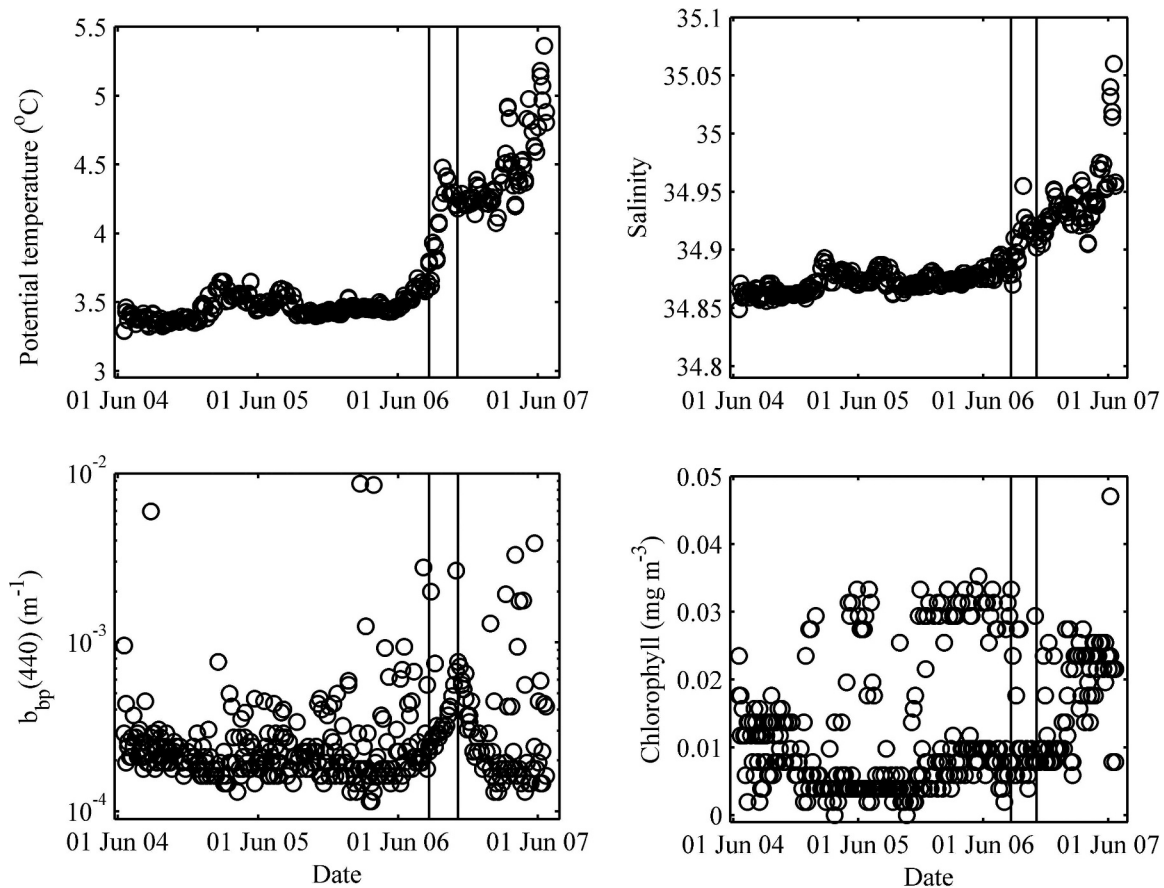 5.5
5
4.5
4
3.5
3
Potential temperature (°C)
01 Jun 04 01 Jun 05 01 Jun 06 01 Jun 07
35.1
35.05
35
34.95
34.9
34.85
34.8
Salinity
01 Jun 04 01 Jun 05 01 Jun 06 01 Jun 07
10⁻²
10⁻³
10⁻⁴
b_bp(440) (m⁻¹)
01 Jun 04 01 Jun 05 01 Jun 06 01 Jun 07
Date
0.05
0.04
0.03
0.02
0.01
0
Chlorophyll (mg m⁻³)
01 Jun 04 01 Jun 05 01 Jun 06 01 Jun 07
Date